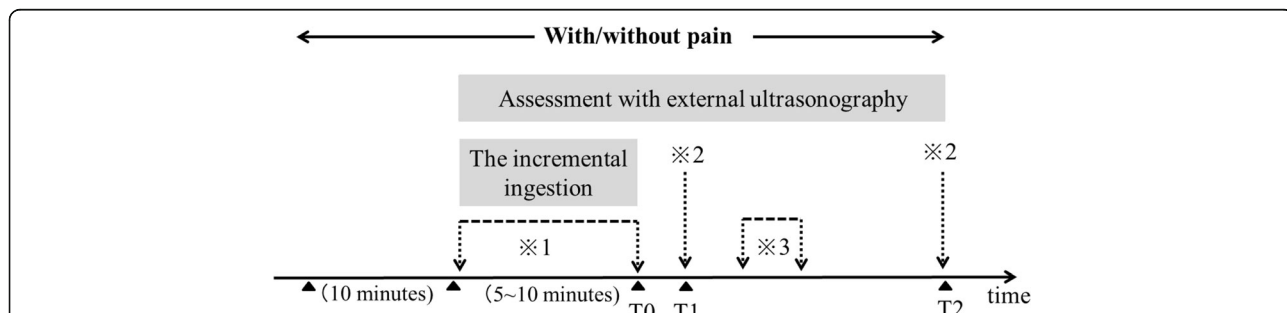 With/without pain
Assessment with external ultrasonography
The incremental
ingestion
※2
※2
※1
※3
(10 minutes)
(5~10 minutes)
T0
T1
T2
time